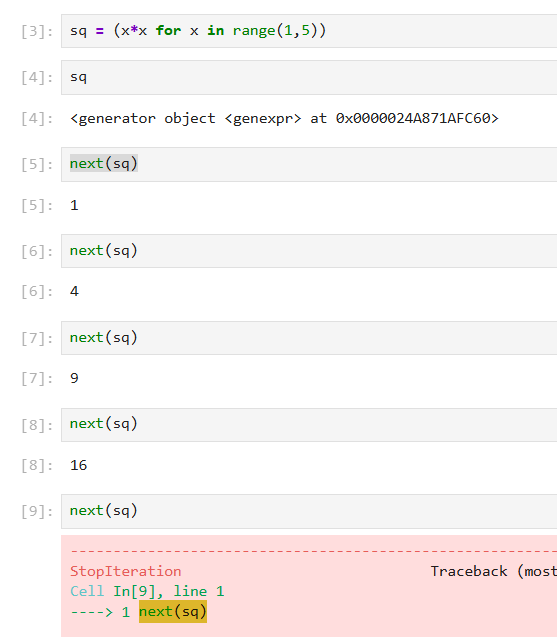 [3]: sq = (x*x for x in range(1,5))
[4]: sq
[4]: <generator object <genexpr> at 0x0000024A871AFC60>
[5]: next(sq)
[5]: 1
[6]: next(sq)
[6]: 4
[7]: next(sq)
[7]: 9
[8]: next(sq)
[8]: 16
[9]: next(sq)
---------------------------------------------------------------------------
StopIteration Traceback (most
Cell In[9], line 1
----> 1 next(sq)